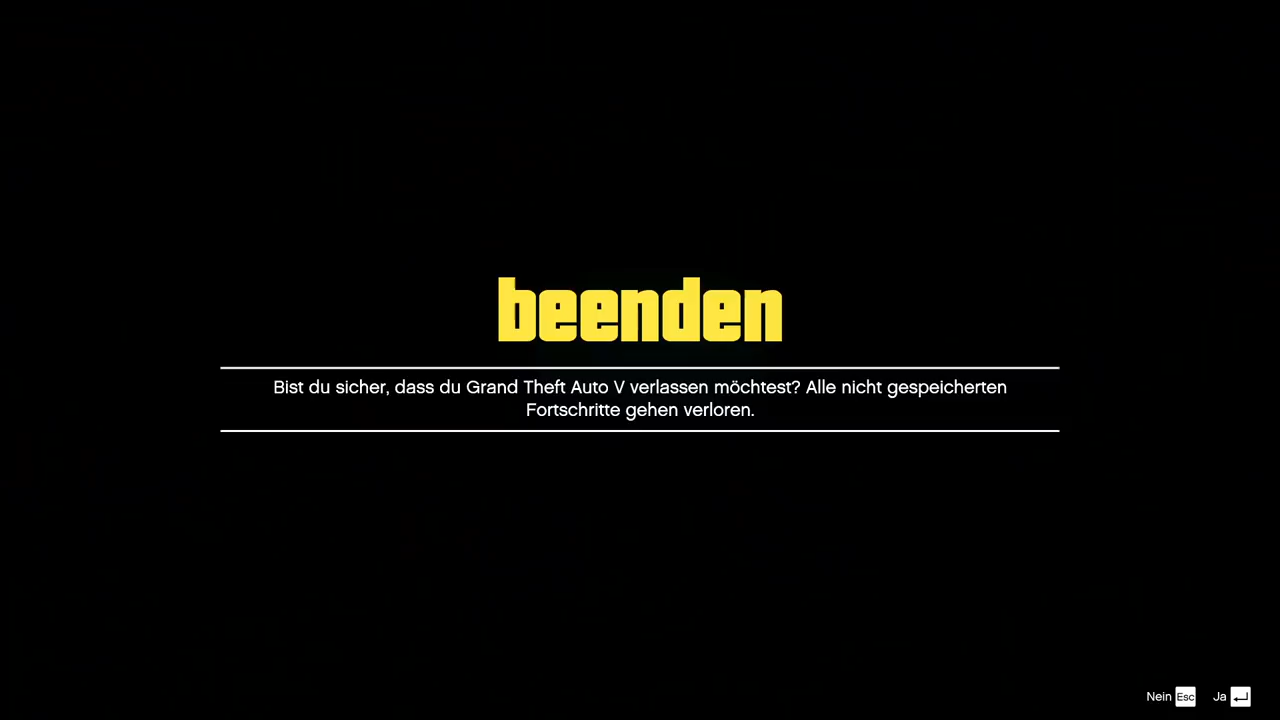 beenden
Bist du sicher, dass du Grand Theft Auto V verlassen möchtest? Alle nicht gespeicherten
Fortschritte gehen verloren.
Nein Esc Ja